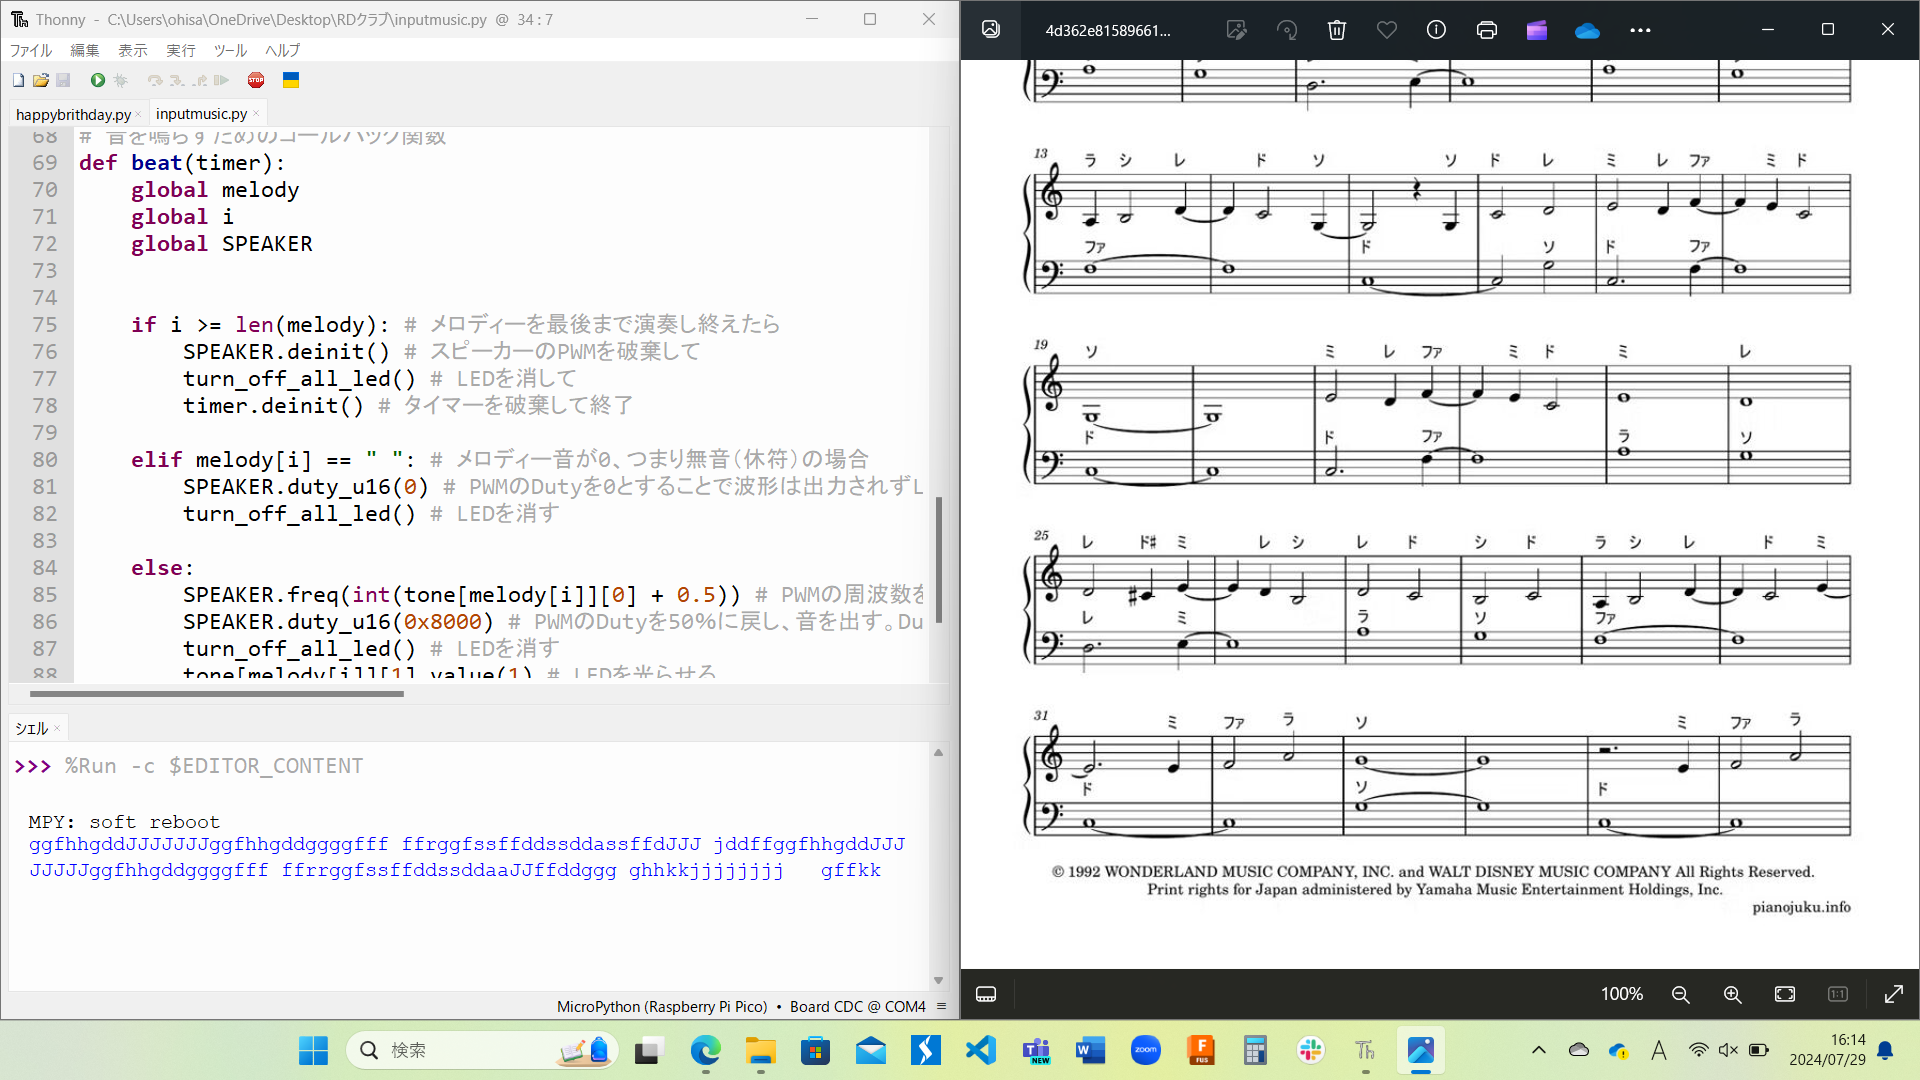 Thonny - C:\Users\ohisa\OneDrive\Desktop\RDクラブ\inputmusic.py @ 34 : 7
ファイル 編集 表示 実行 ツール ヘルプ
happybrithday.py × inputmusic.py ×
68 # 音を鳴らすためのコールバック関数
69 def beat(timer):
70 global melody
71 global i
72 global SPEAKER
73
74
75 if i >= len(melody): # メロディーを最後まで演奏し終えたら
76 SPEAKER.deinit() # スピーカーのPWMを破棄して
77 turn_off_all_led() # LEDを消して
78 timer.deinit() # タイマーを破棄して終了
79
80 elif melody[i] == " ": # メロディー音が0、つまり無音（休符）の場合
81 SPEAKER.duty_u16(0) # PWMのDutyを0とすることで波形は出力されずL
82 turn_off_all_led() # LEDを消す
83
84 else:
85 SPEAKER.freq(int(tone[melody[i]][0] + 0.5)) # PWMの周波数を
86 SPEAKER.duty_u16(0x8000) # PWMのDutyを50％に戻し、音を出す。Du
87 turn_off_all_led() # LEDを消す
88 tone[melody[i]][1].value(1) # LEDを光らせる
シェル ×
>>> %Run -c $EDITOR_CONTENT
MPY: soft reboot
ggfhhgddJJJJJJJggfhhgddggggfff ffrggfssffddssddassffdJJJ jddffggfhhgddJJJ
JJJJJggfhhgddggggfff ffrrggfssffddssddaaJJffddggg ghhkkjjjjjjjj gffkk
MicroPython (Raspberry Pi Pico) • Board CDC @ COM4 ≡
4d362e81589661...
13
ラ シ レ ド ソ ソ ド レ ミ レ ファ ミ ド
ファ ド ソ ド ファ
19
ソ ミ レ ファ ミ ド ミ レ
ド ド ファ ラ ソ
25
レ ド# ミ レ シ レ ド シ ド ラ シ レ ド ミ
レ ミ ラ ソ ファ
31
ミ ファ ラ ソ ミ ファ ラ
ド ソ ド
© 1992 WONDERLAND MUSIC COMPANY, INC. and WALT DISNEY MUSIC COMPANY All Rights Reserved.
Print rights for Japan administered by Yamaha Music Entertainment Holdings, Inc.
pianojuku.info
100%
検索
16:14
2024/07/29